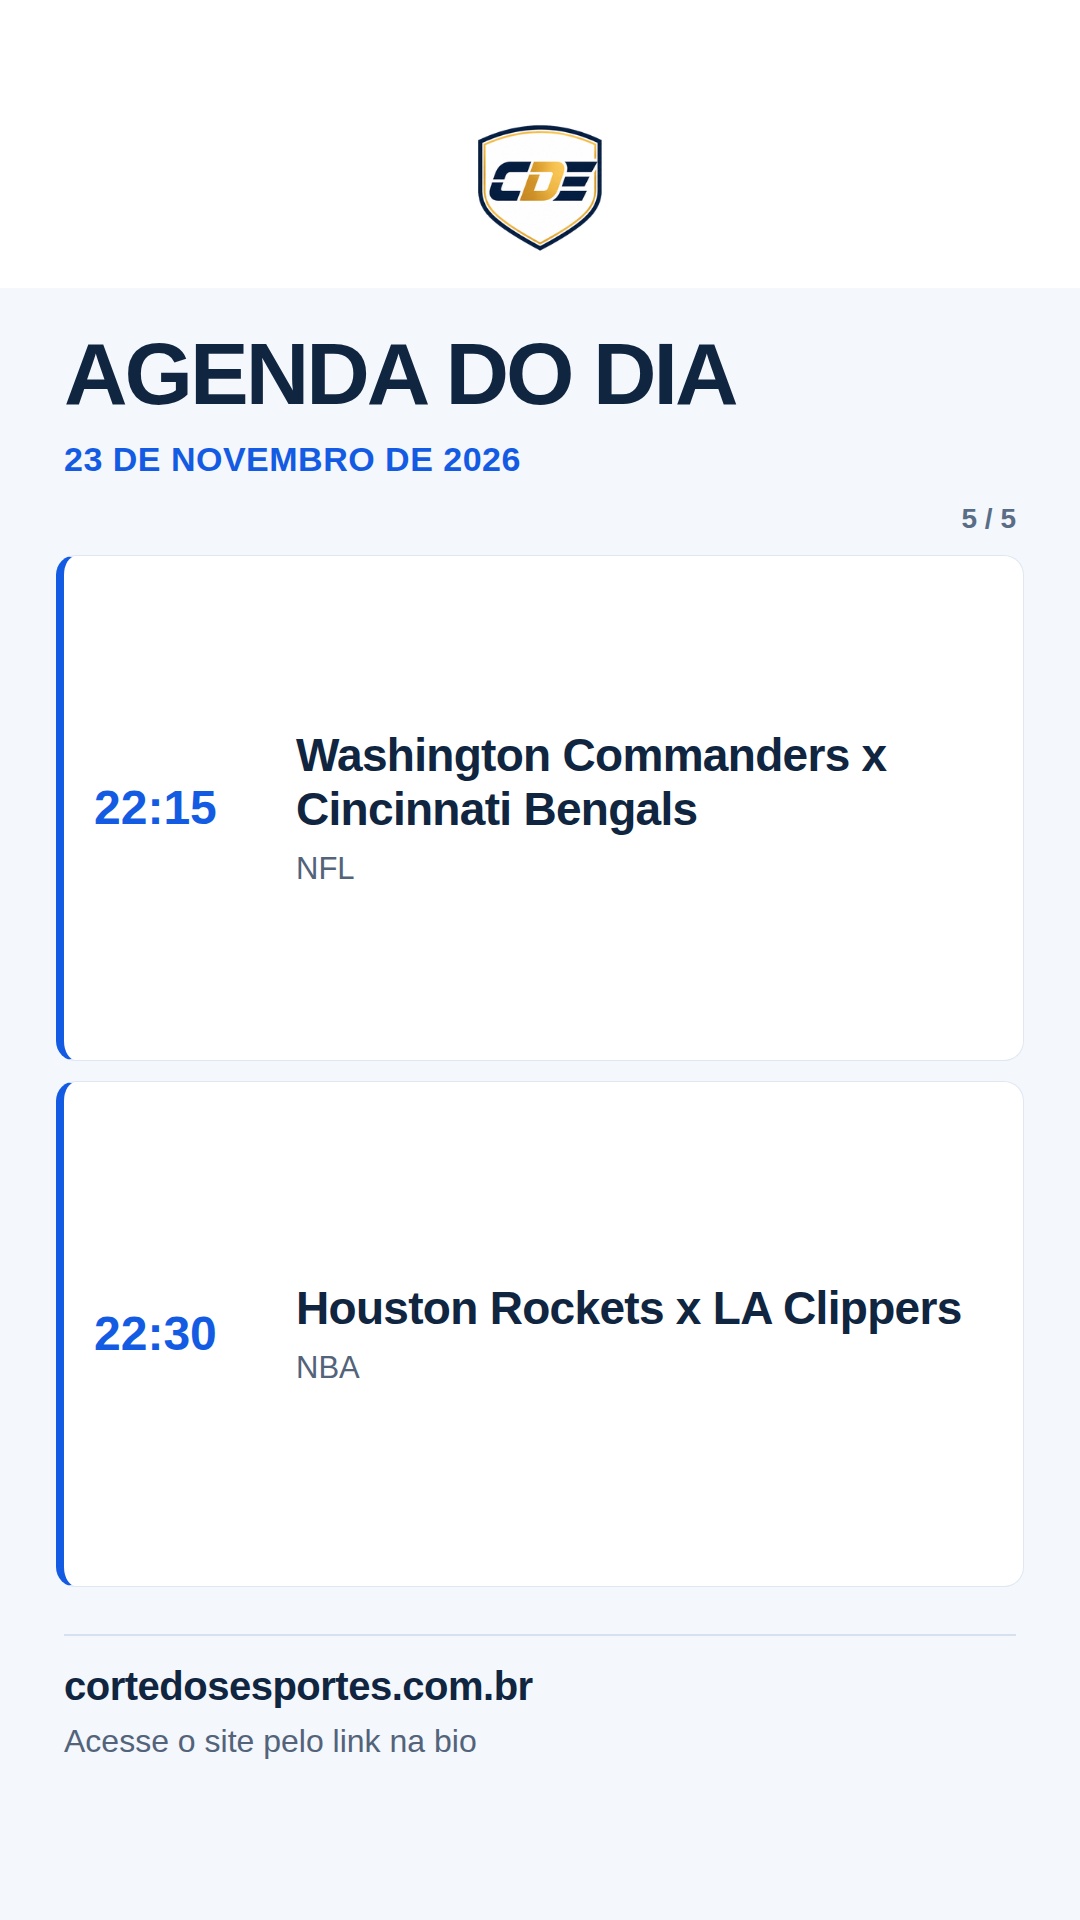 CDE
AGENDA DO DIA
23 DE NOVEMBRO DE 2026
5 / 5
22:15
Washington Commanders x
Cincinnati Bengals
NFL
22:30
Houston Rockets x LA Clippers
NBA
cortedosesportes.com.br
Acesse o site pelo link na bio